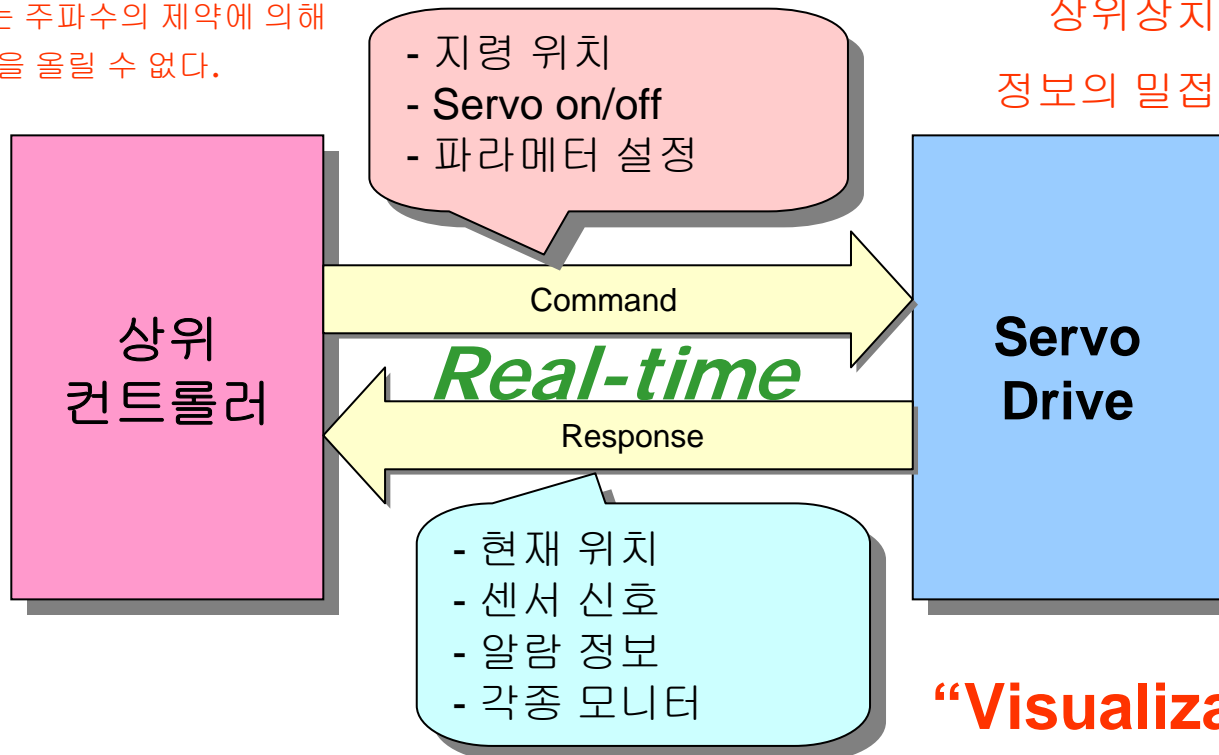 는 주파수의 제약에 의해
을 올릴 수 없다.
상위장치
정보의 밀접
- 지령 위치
- Servo on/off
- 파라메터 설정
상위
컨트롤러
Command
Real-time
Response
Servo
Drive
- 현재 위치
- 센서 신호
- 알람 정보
- 각종 모니터
“Visualiza